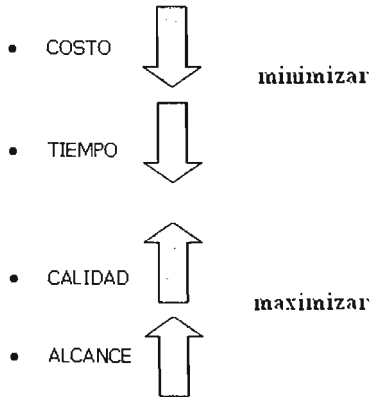 • COSTO
minimizar
• TIEMPO
• CALIDAD
maximizar
• ALCANCE